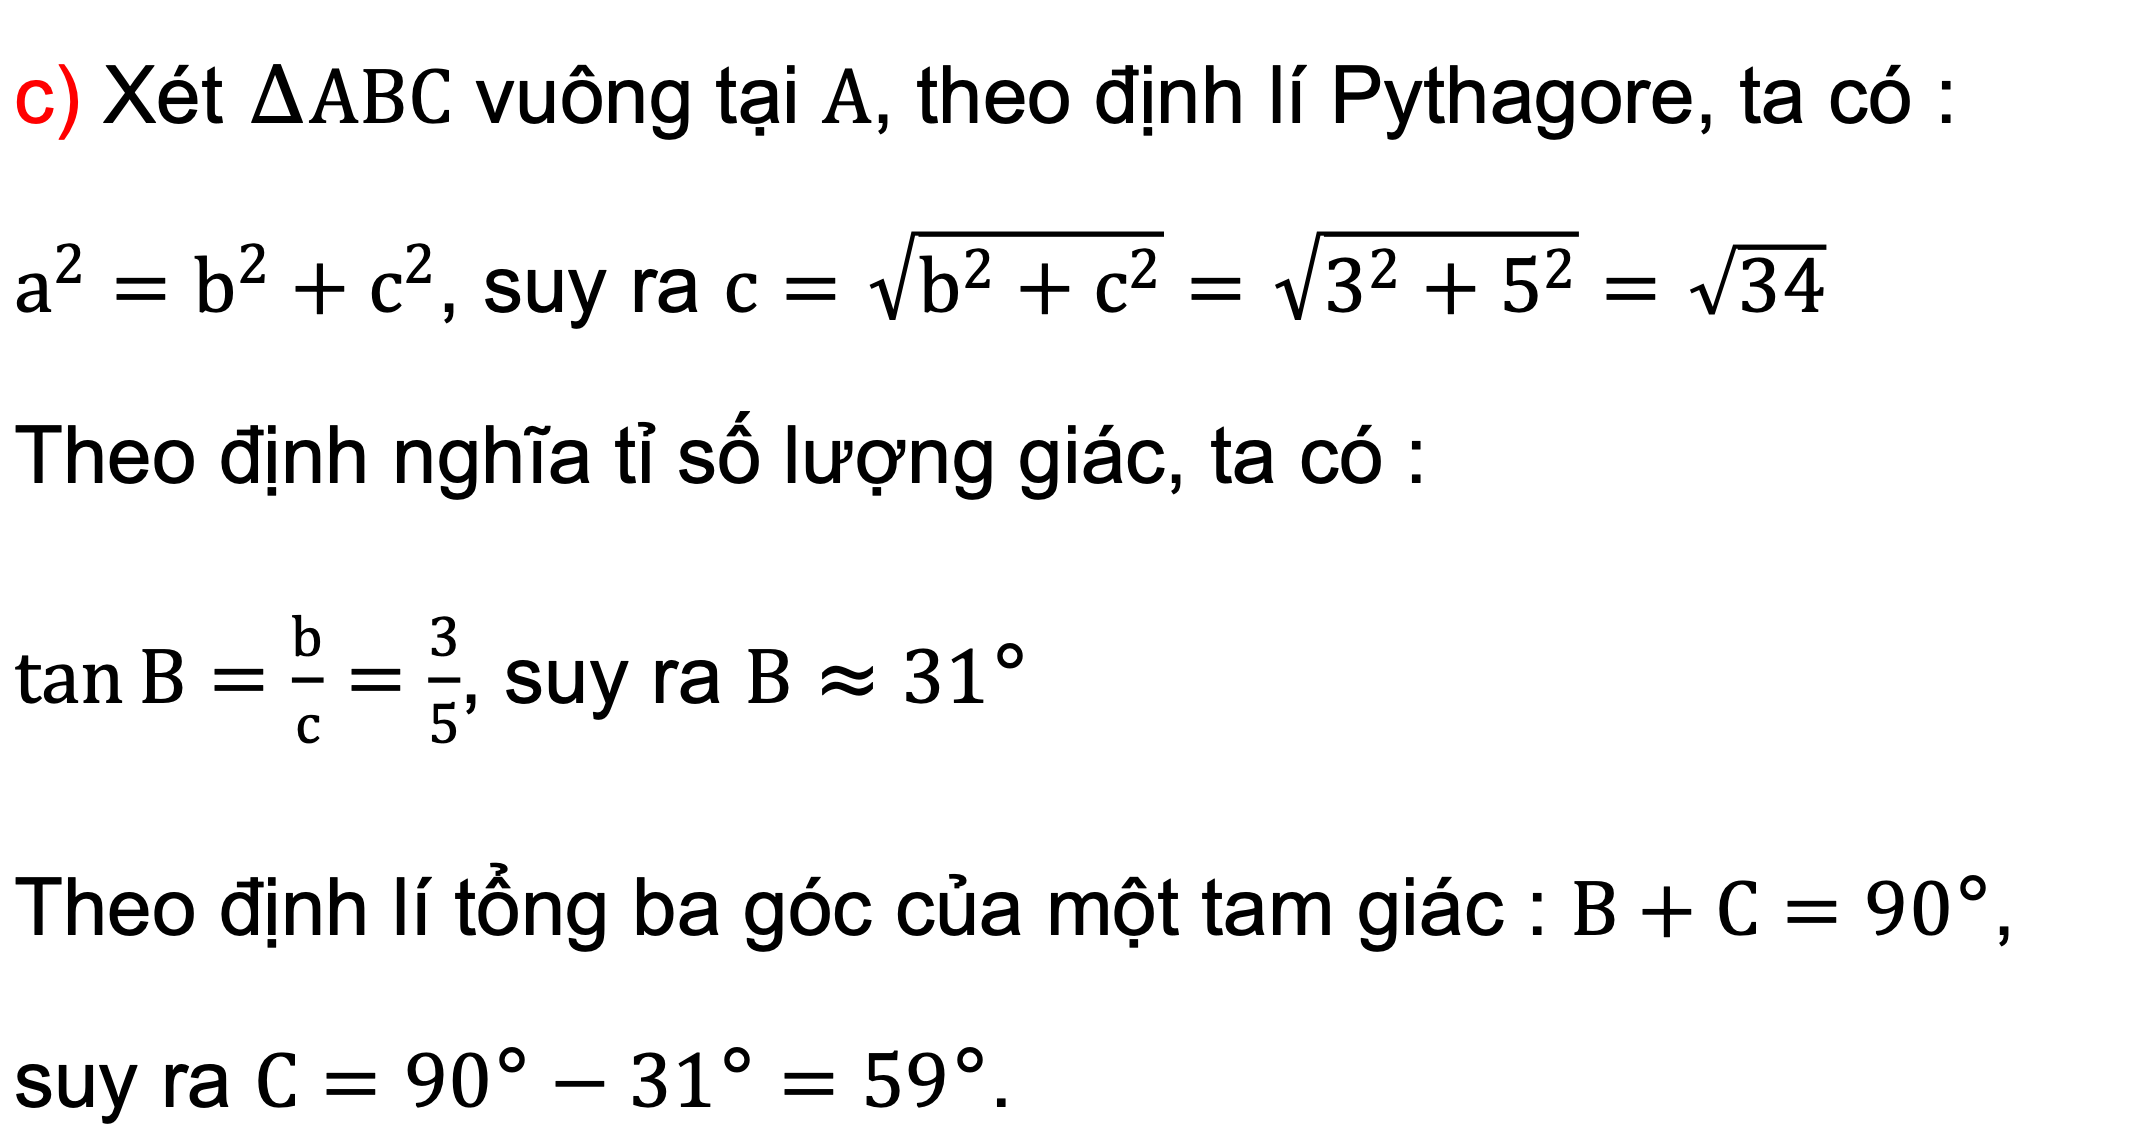 c) Xét ΔABC vuông tại A, theo định lí Pythagore, ta có :
a² = b² + c², suy ra c = √(b² + c²) = √(3² + 5²) = √34
Theo định nghĩa tỉ số lượng giác, ta có :
tan B = b/c = 3/5, suy ra B ≈ 31°
Theo định lí tổng ba góc của một tam giác : B + C = 90°,
suy ra C = 90° − 31° = 59°.